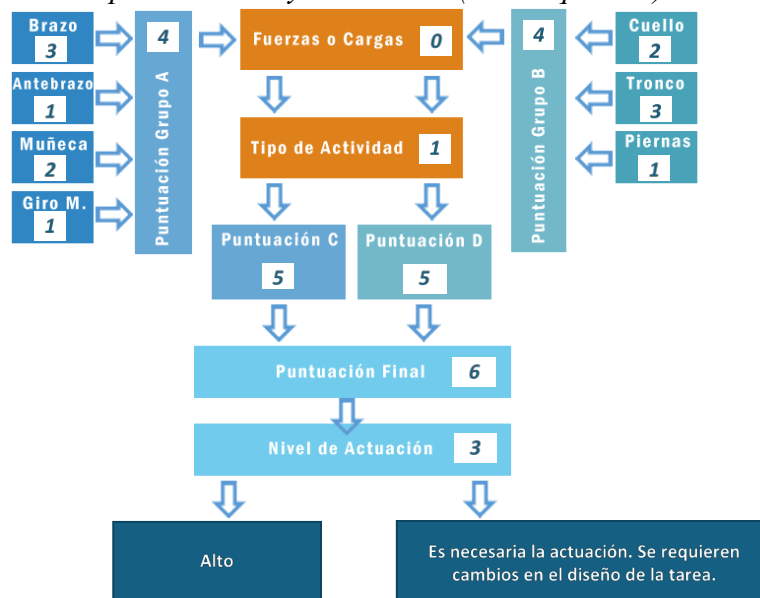 Brazo
3
4
Fuerzas o Cargas 0
4
Cuello
2
Antebrazo
1
Tronco
3
Puntuación Grupo A
Tipo de Actividad 1
Puntuación Grupo B
Muñeca
2
Piernas
1
Giro M.
1
Puntuación C
5
Puntuación D
5
Puntuación Final 6
Nivel de Actuación 3
Alto
Es necesaria la actuación. Se requieren
cambios en el diseño de la tarea.